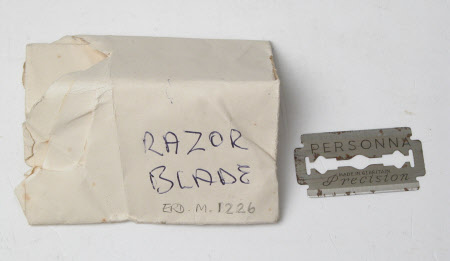 RAZOR
BLADE
ERD.M.1226
PERSONNA
Precision